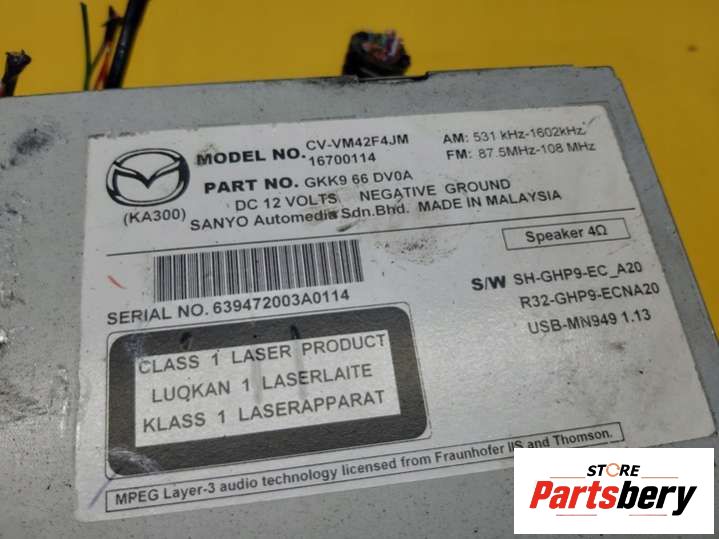 MODEL NO. CV-VM42F4JM
16700114
AM: 531 kHz-1602kHz
FM: 87.5MHz-108 MHz
PART NO. GKK9 66 DV0A
(KA300)
DC 12 VOLTS NEGATIVE GROUND
SANYO Automedia Sdn.Bhd. MADE IN MALAYSIA
Speaker 4Ω
S/W SH-GHP9-EC_A20
R32-GHP9-ECNA20
USB-MN949 1.13
SERIAL NO. 639472003A0114
CLASS 1 LASER PRODUCT
LUOKAN 1 LASERLAITE
KLASS 1 LASERAPPARAT
MPEG Layer-3 audio technology licensed from Fraunhofer IIS and Thomson.
STORE
Partsbery